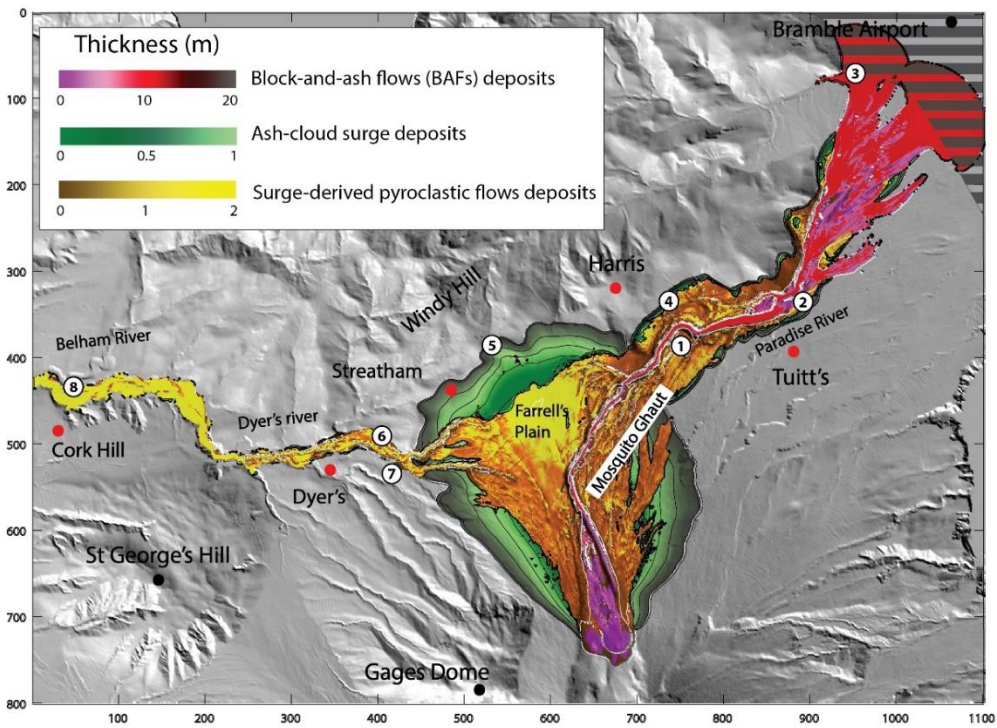 0
100
200
300
400
500
600
700
800
100
200
300
400
500
600
700
800
900
1000
1100
Thickness (m)
Block-and-ash flows (BAFs) deposits
0
10
20
Ash-cloud surge deposits
0
0.5
1
Surge-derived pyroclastic flows deposits
0
1
2
Bramble Airport
3
Harris
Windy Hill
4
2
Paradise River
1
Tuitt's
Belham River
5
8
Streatham
Farrell's
Plain
Mosquito Ghaut
Dyer's river
6
Cork Hill
7
Dyer's
St George's Hill
Gages Dome